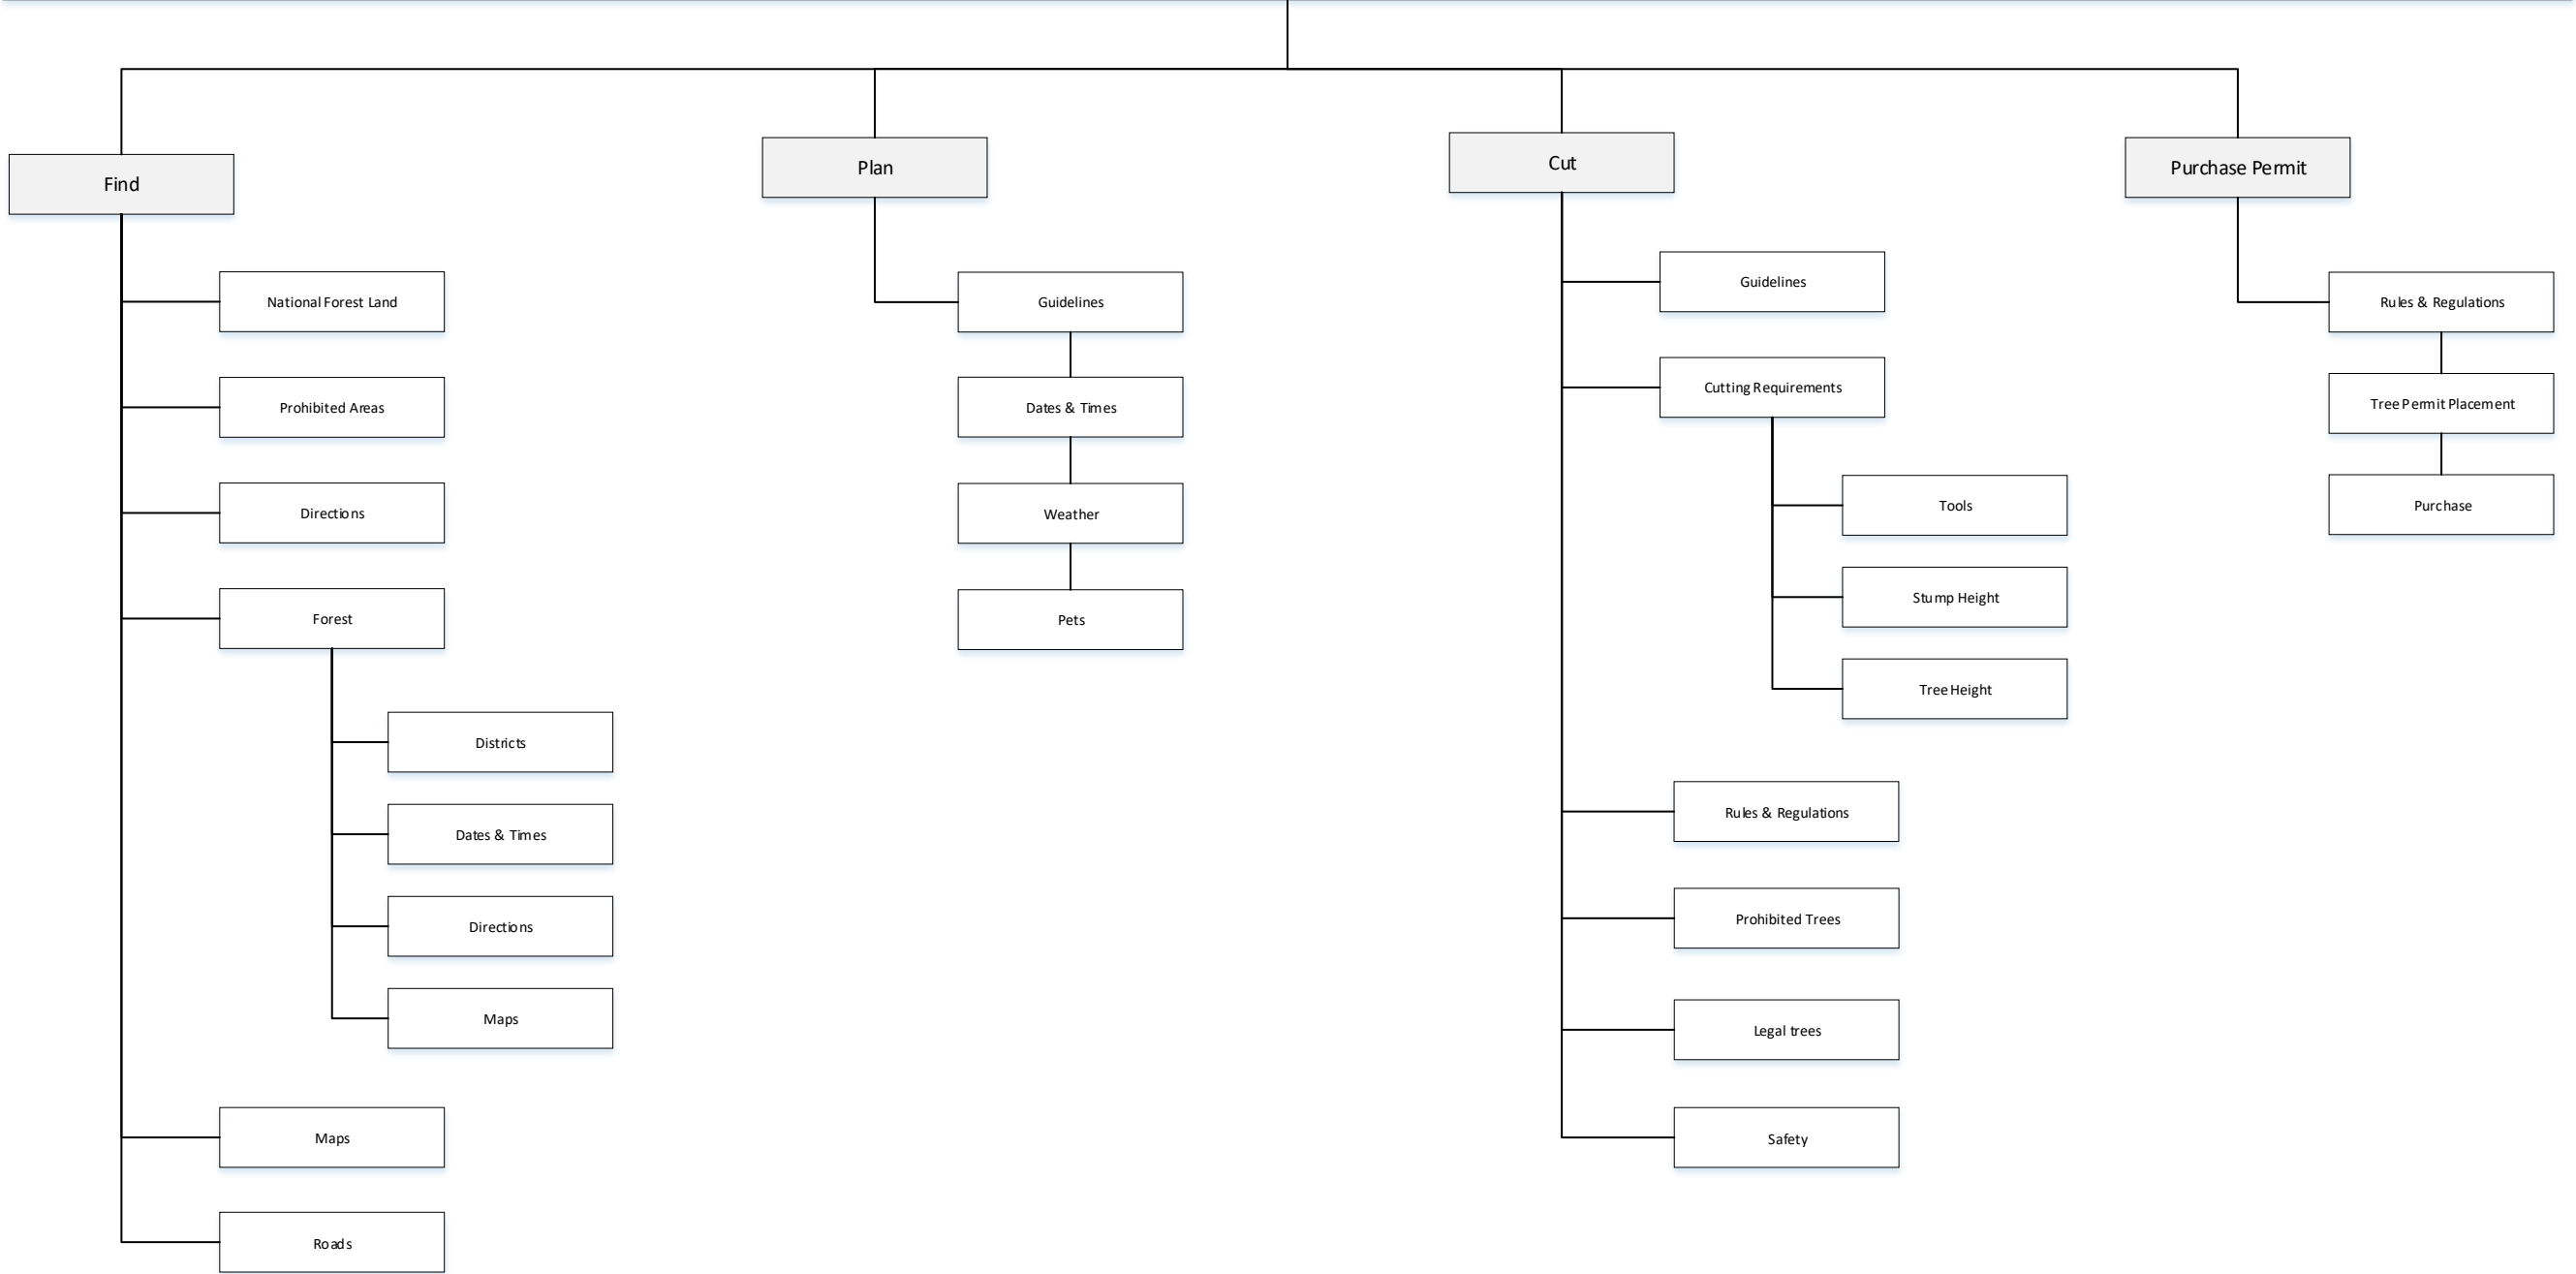 Find
National Forest Land
Prohibited Areas
Directions
Forest
Districts
Dates & Times
Directions
Maps
Maps
Roads
Plan
Guidelines
Dates & Times
Weather
Pets
Cut
Guidelines
Cutting Requirements
Tools
Stump Height
Tree Height
Rules & Regulations
Prohibited Trees
Legal trees
Safety
Purchase Permit
Rules & Regulations
Tree Permit Placement
Purchase